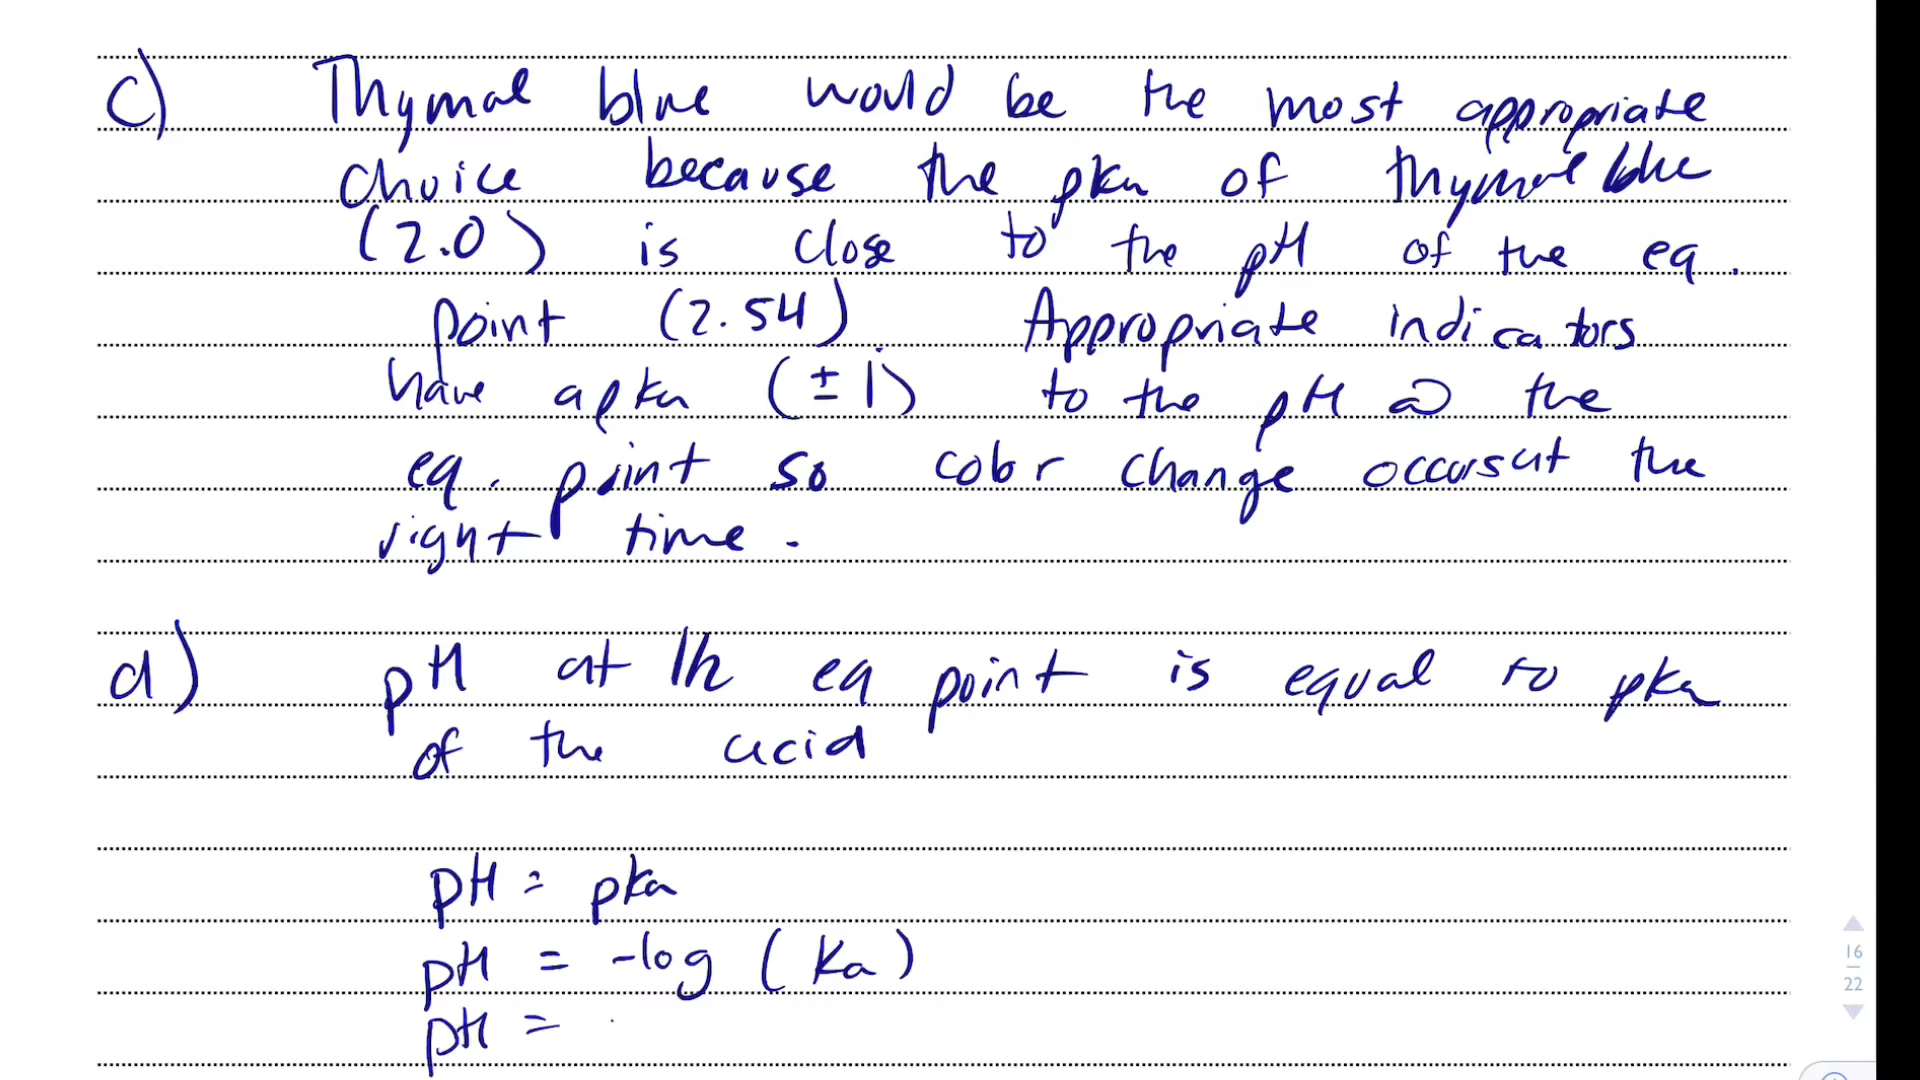 c) Thymol blue would be the most appropriate
choice because the pka of thymol blue
(2.0) is close to the pH of the eq.
point (2.54) Appropriate indicators
have a pka (± 1) to the pH @ the
eq. point so color change occurs at the
right time.
d) pH at 1/2 eq point is equal to pka
of the acid
pH = pka
pH = -log (Ka)
pH =
16
22